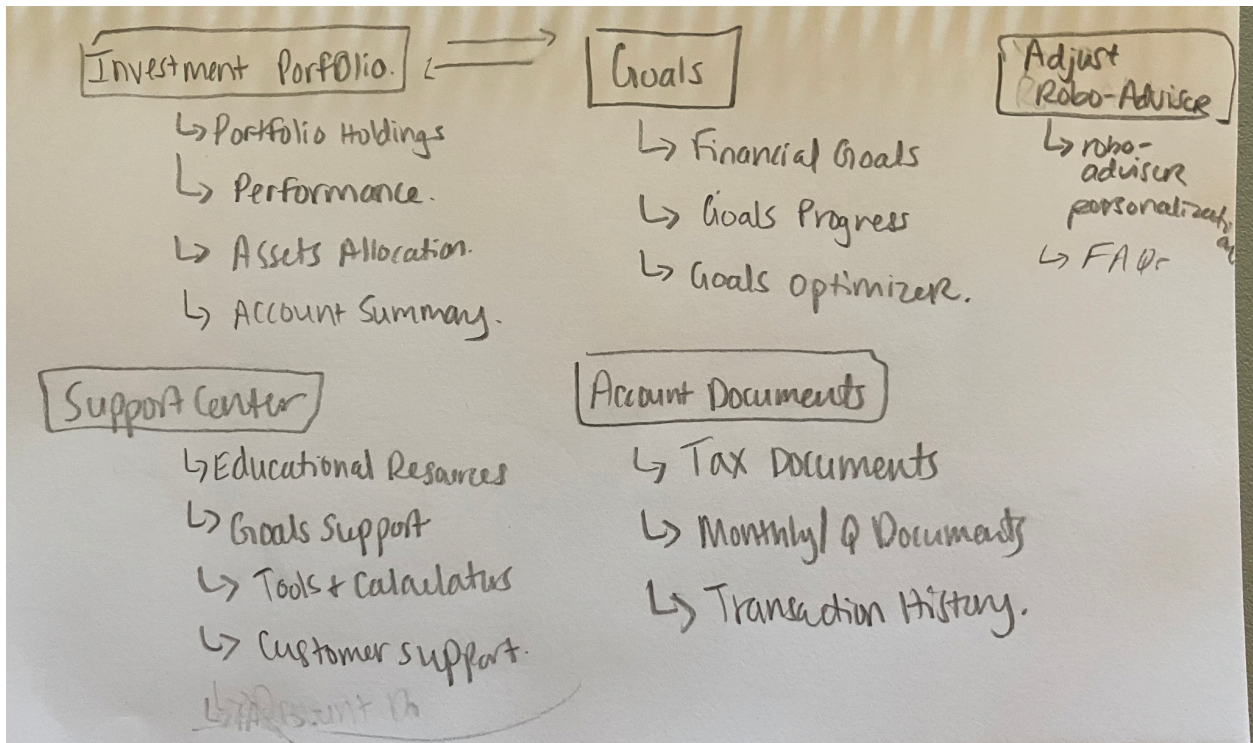 Investment Portfolio.
↳ Portfolio Holdings
↳ Performance.
↳ Assets Allocation.
↳ Account Summary.
Goals
↳ Financial Goals
↳ Goals Progress
↳ Goals Optimizer.
Adjust
Robo-Advisor
↳ robo-
advisor
personalization
↳ FAQs
Support Center
↳ Educational Resources
↳ Goals Support
↳ Tools + Calculators
↳ Customer support.
Account Documents
↳ Tax Documents
↳ Monthly/Q Documents
↳ Transaction History.